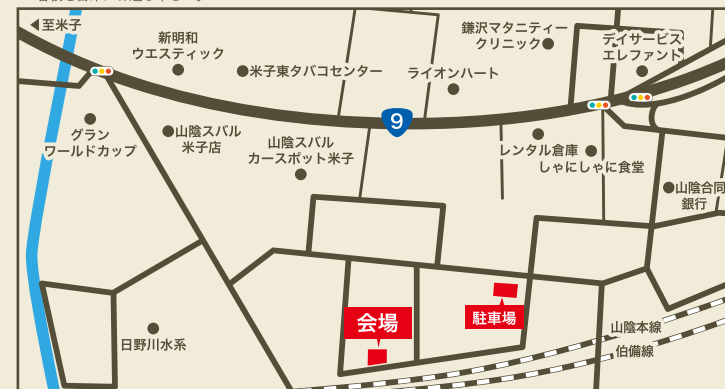 至米子
新明和
ウエスティック
米子東タバコセンター
ライオンハート
鎌沢マタニティー
クリニック
デイサービス
エレファント
9
グラン
ワールドカップ
山陰スバル
米子店
山陰スバル
カースポット米子
レンタル倉庫
しゃにしゃに食堂
山陰合同
銀行
会場
駐車場
日野川水系
山陰本線
伯備線